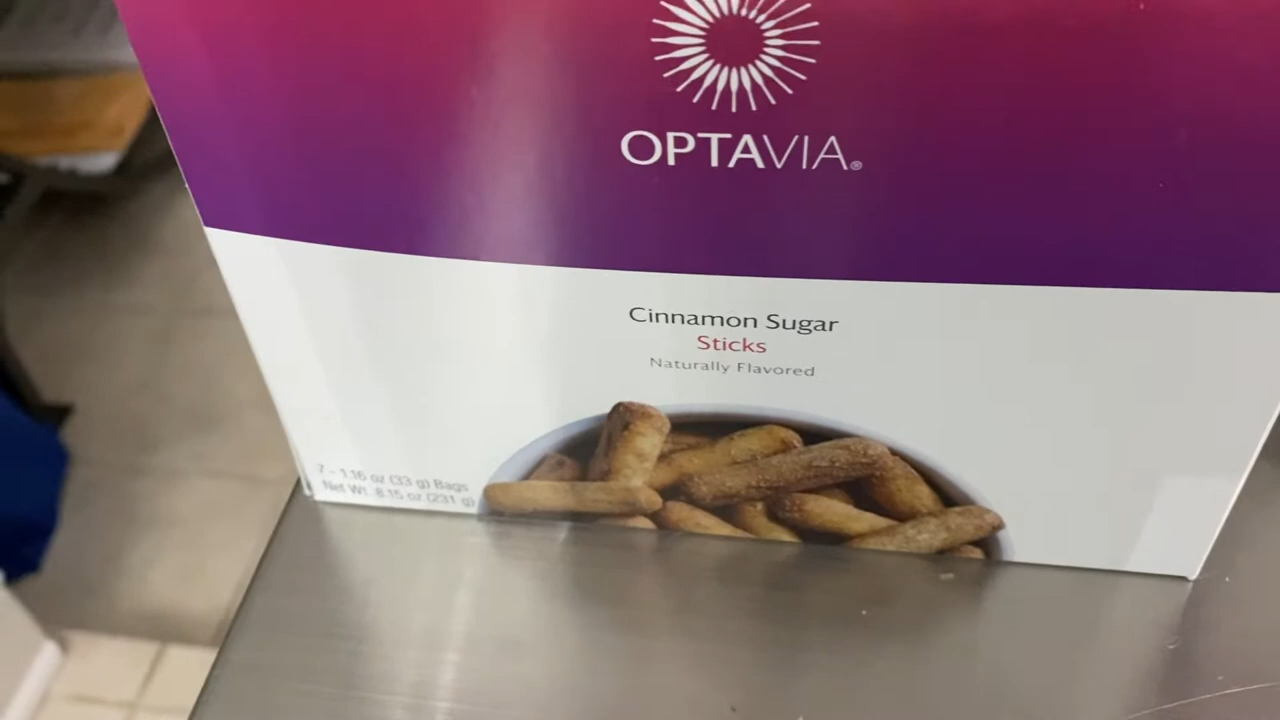 OPTAVIA®
Cinnamon Sugar
Sticks
Naturally Flavored
7 - 1.16 oz (33 g) Bags
Net Wt. 8.15 oz (231 g)